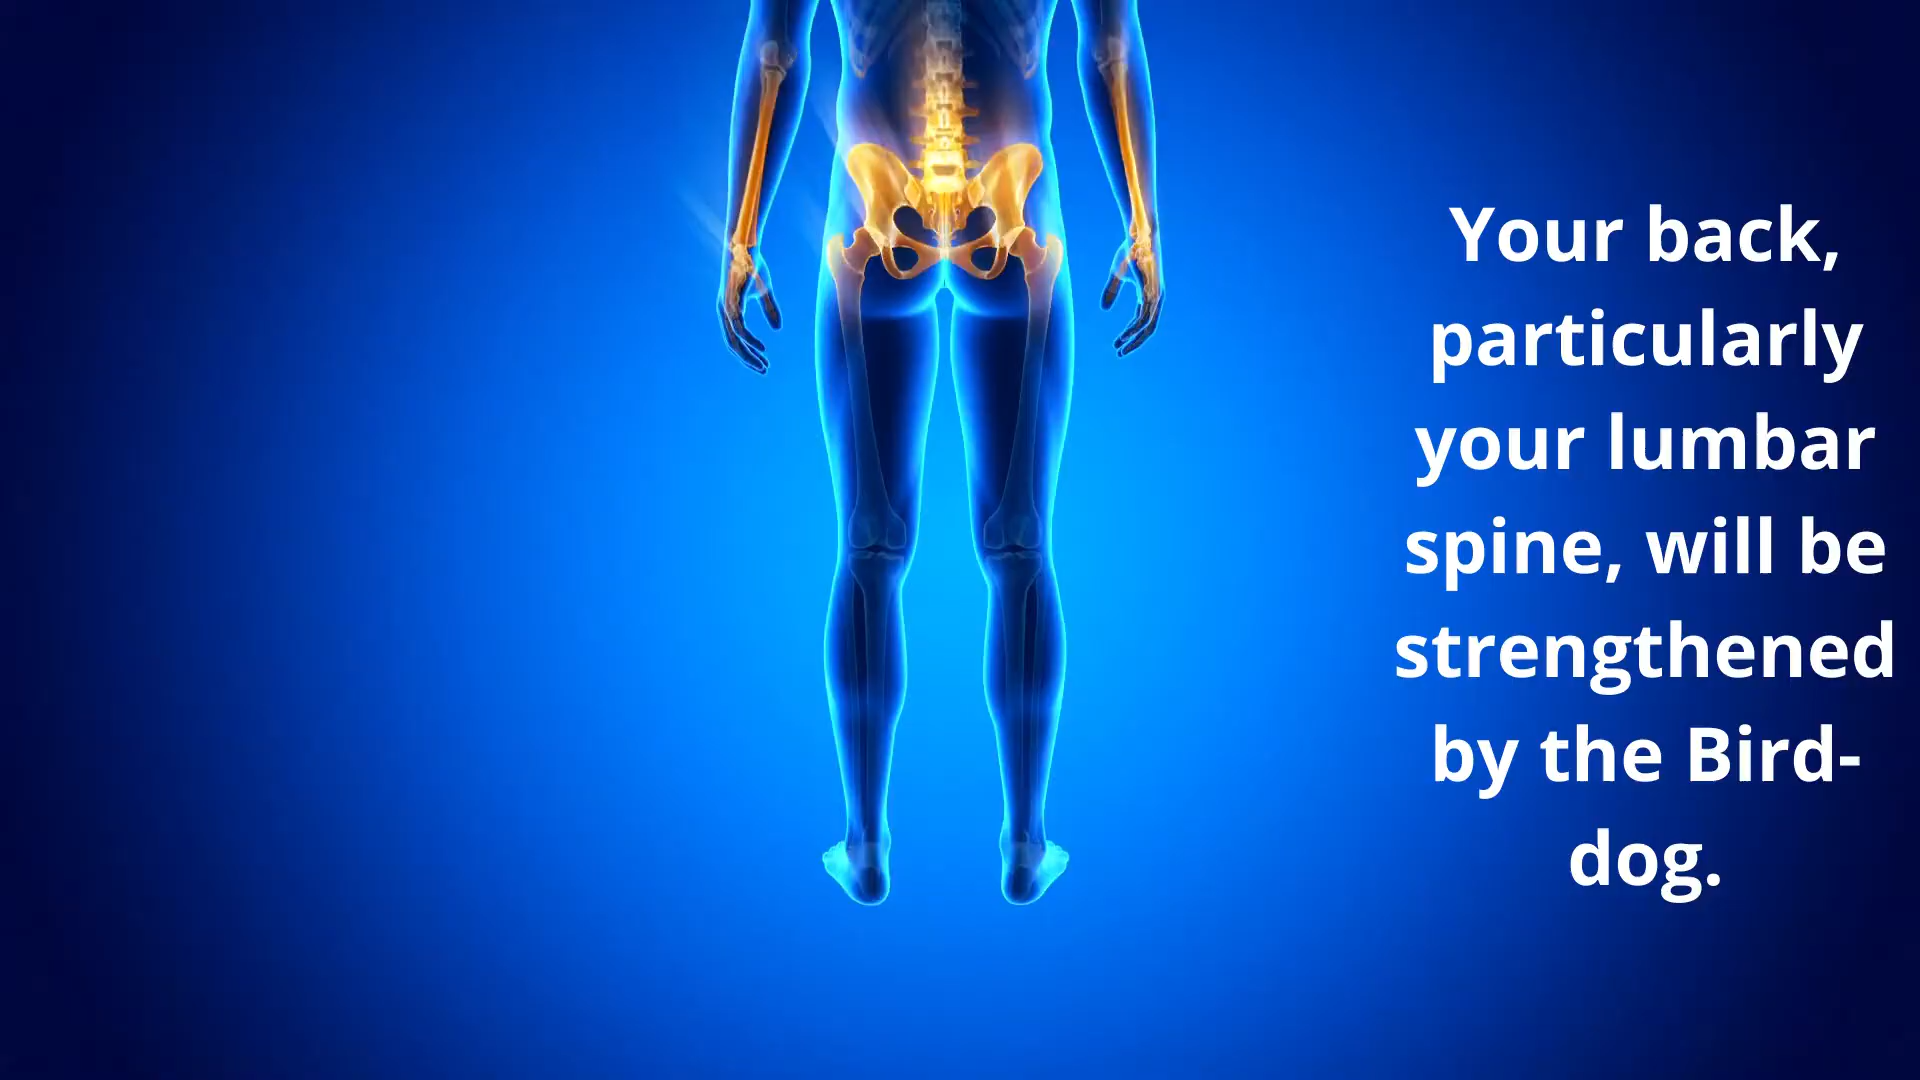 Your back,
particularly
your lumbar
spine, will be
strengthened
by the Bird-
dog.